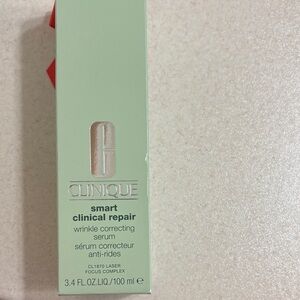 CLINIQUE
smart
clinical repair
wrinkle correcting
serum
sérum correcteur
anti-rides
CL1870 LASER
FOCUS COMPLEX
3.4 FL.OZ.LIQ./100 ml ℮